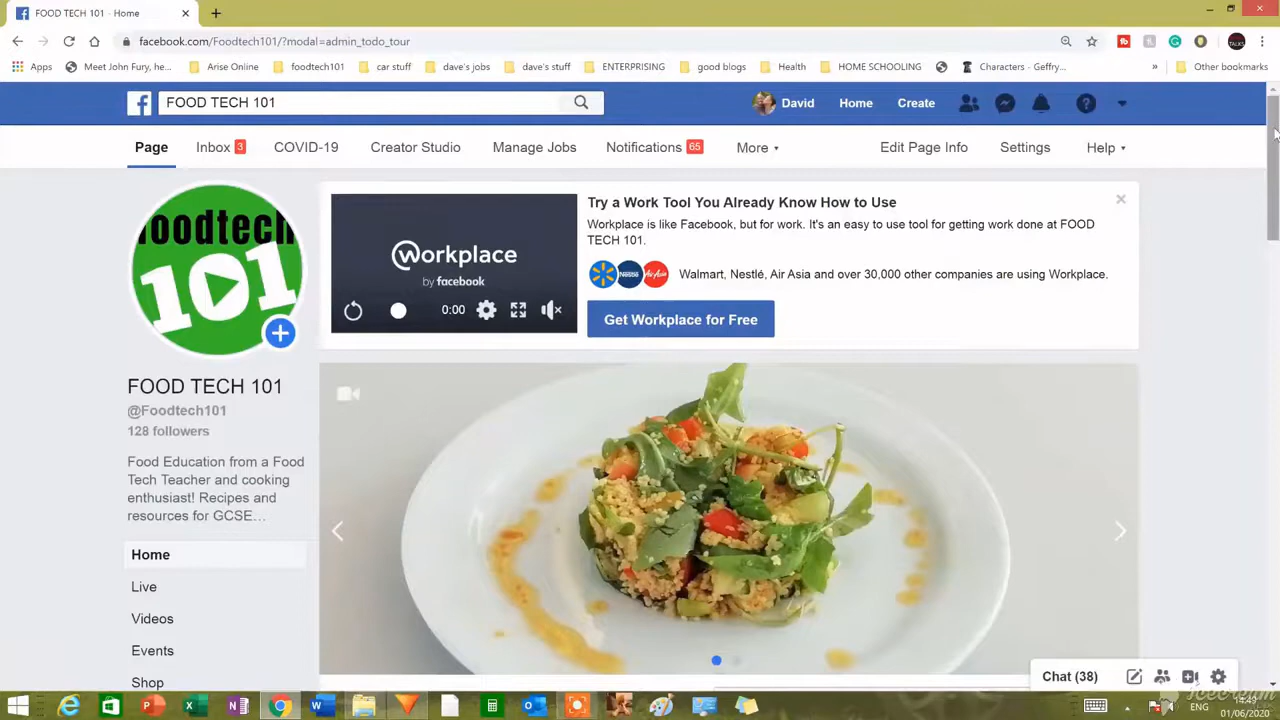 FOOD TECH 101 - Home
facebook.com/Foodtech101/?modal=admin_todo_tour
Apps Meet John Fury, he... Arise Online foodtech101 car stuff dave's jobs dave's stuff ENTERPRISING good blogs Health HOME SCHOOLING Characters - Geffry... » Other bookmarks
FOOD TECH 101 David Home Create
Page Inbox 3 COVID-19 Creator Studio Manage Jobs Notifications 65 More Edit Page Info Settings Help
foodtech
101
Try a Work Tool You Already Know How to Use
Workplace is like Facebook, but for work. It's an easy to use tool for getting work done at FOOD
TECH 101.
workplace
by facebook
0:00
Walmart, Nestlé, Air Asia and over 30,000 other companies are using Workplace.
Get Workplace for Free
FOOD TECH 101
@Foodtech101
128 followers
Food Education from a Food
Tech Teacher and cooking
enthusiast! Recipes and
resources for GCSE...
Home
Live
Videos
Events
Shop
Chat (38)
14:49
ENG
01/06/2020